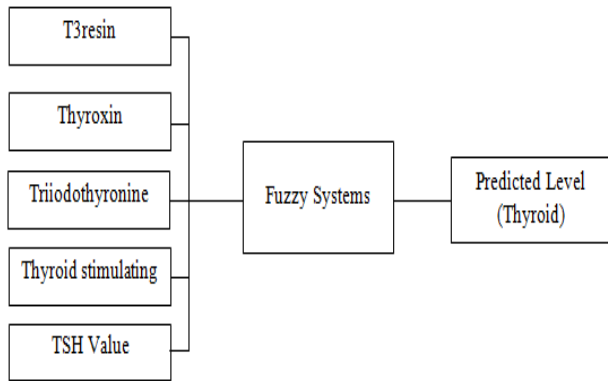 T3resin
Thyroxin
Triiodothyronine
Thyroid stimulating
TSH Value
Fuzzy Systems
Predicted Level
(Thyroid)